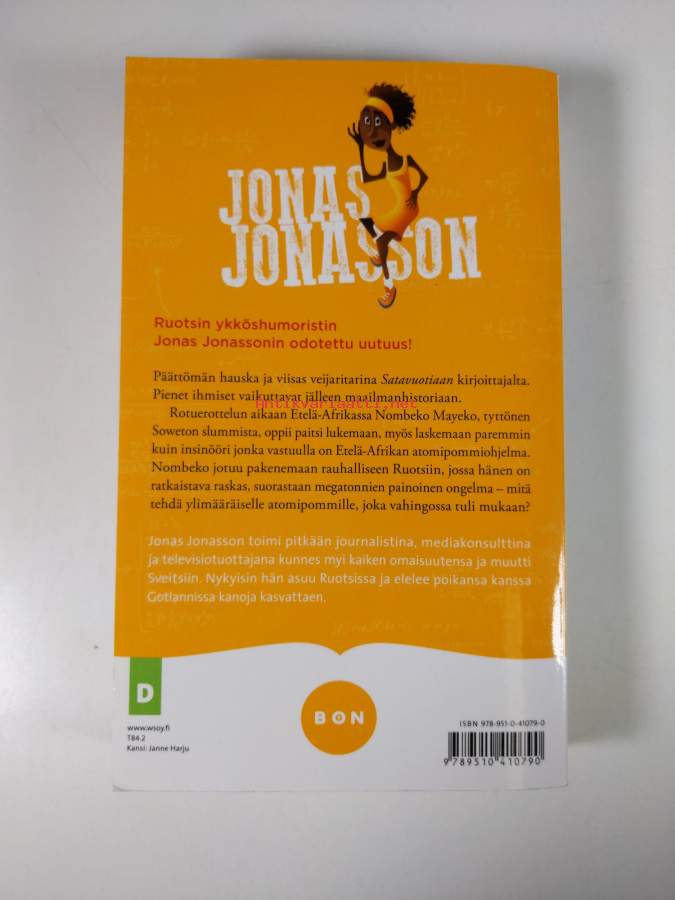 JONAS
JONASSON
Ruotsin ykköshumoristin
Jonas Jonassonin odotettu uutuus!
Päättömän hauska ja viisas veijaritarina Satavuotiaan kirjoittajalta.
Pienet ihmiset vaikuttavat jälleen maailmanhistoriaan.
antikvariaatti.net
Rotuerottelun aikaan Etelä-Afrikassa Nombeko Mayeko, tyttönen
Soweton slummista, oppii paitsi lukemaan, myös laskemaan paremmin
kuin insinööri jonka vastuulla on Etelä-Afrikan atomipommiohjelma.
Nombeko jotuu pakenemaan rauhalliseen Ruotsiin, jossa hänen on
ratkaistava raskas, suorastaan megatonnien painoinen ongelma – mitä
tehdä ylimääräiselle atomipommille, joka vahingossa tuli mukaan?
Jonas Jonasson toimi pitkään journalistina, mediakonsulttina
ja televisiotuottajana kunnes myi kaiken omaisuutensa ja muutti
Sveitsiin. Nykyisin hän asuu Ruotsissa ja elelee poikansa kanssa
Gotlannissa kanoja kasvattaen.
D
BON
www.wsoy.fi
T84.2
Kansi: Janne Harju
ISBN 978-951-0-41079-0
9789510410790